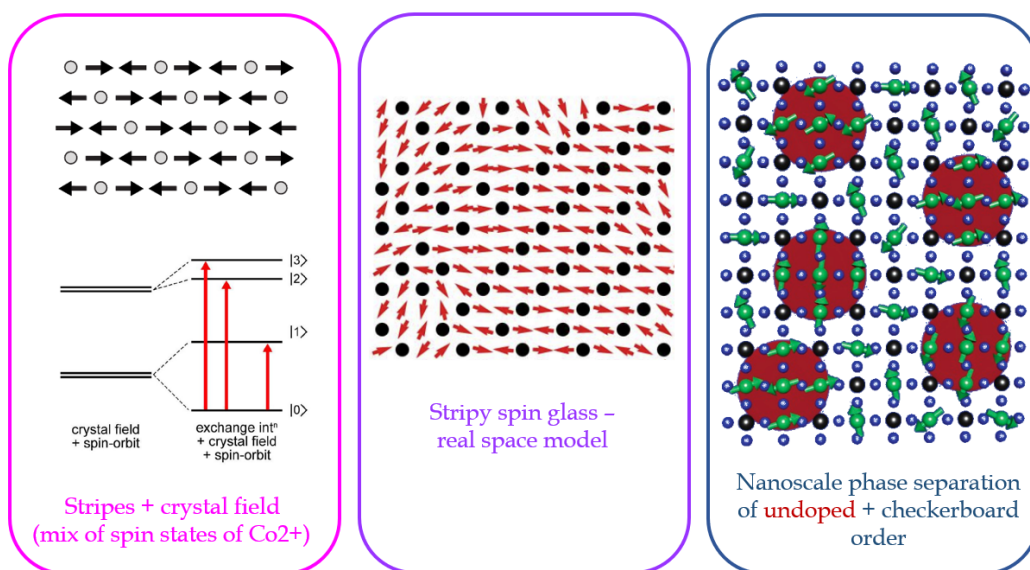 |3⟩
|2⟩
|1⟩
|0⟩
crystal field
+ spin-orbit
exchange intⁿ
+ crystal field
+ spin-orbit
Stripes + crystal field
(mix of spin states of Co2+)
Stripy spin glass –
real space model
Nanoscale phase separation
of undoped + checkerboard
order